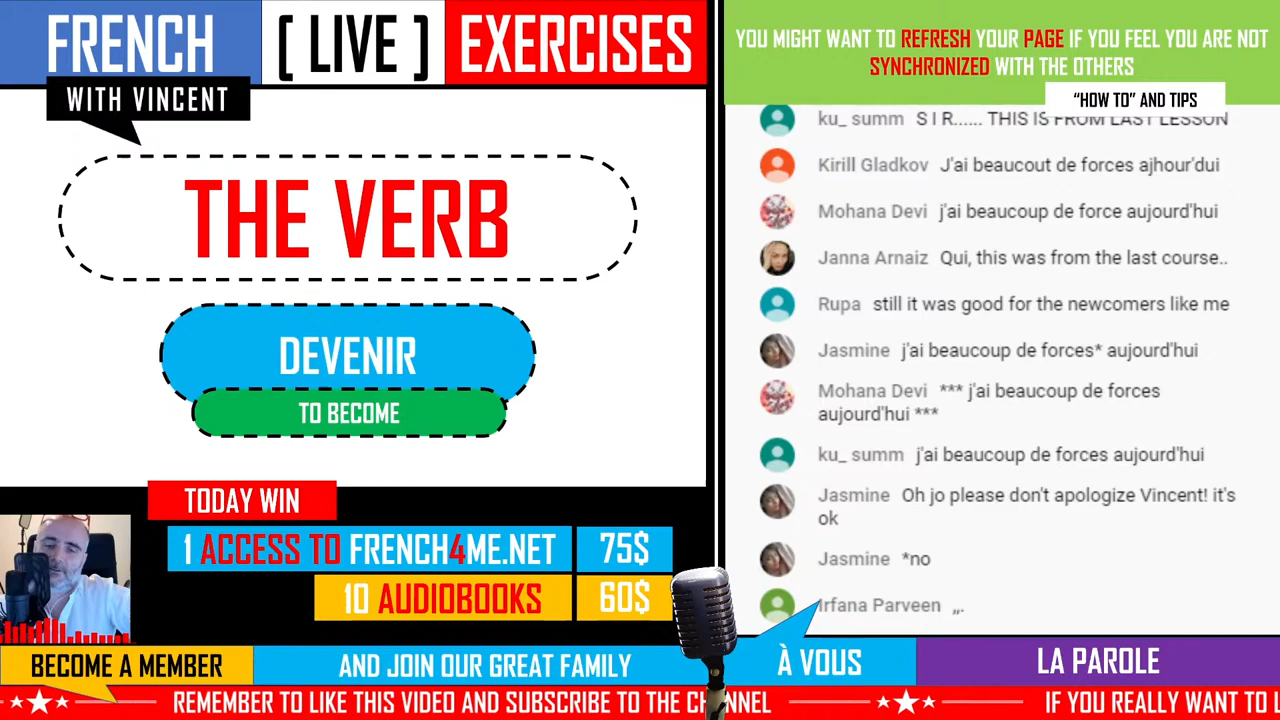 FRENCH
[ LIVE ]
EXERCISES
WITH VINCENT
THE VERB
DEVENIR
TO BECOME
TODAY WIN
1 ACCESS TO FRENCH4ME.NET
75$
10 AUDIOBOOKS
60$
BECOME A MEMBER
AND JOIN OUR GREAT FAMILY
YOU MIGHT WANT TO REFRESH YOUR PAGE IF YOU FEEL YOU ARE NOT
SYNCHRONIZED WITH THE OTHERS
“HOW TO” AND TIPS
ku_ summ S I R...... THIS IS FROM LAST LESSON
Kirill Gladkov J'ai beaucout de forces ajhour'dui
Mohana Devi j'ai beaucoup de force aujourd'hui
Janna Arnaiz Qui, this was from the last course..
Rupa still it was good for the newcomers like me
Jasmine j'ai beaucoup de forces* aujourd'hui
Mohana Devi *** j'ai beaucoup de forces
aujourd'hui ***
ku_ summ j'ai beaucoup de forces aujourd'hui
Jasmine Oh jo please don't apologize Vincent! it's
ok
Jasmine *no
Irfana Parveen ,,.
À VOUS
LA PAROLE
REMEMBER TO LIKE THIS VIDEO AND SUBSCRIBE TO THE CHANNEL
IF YOU REALLY WANT TO